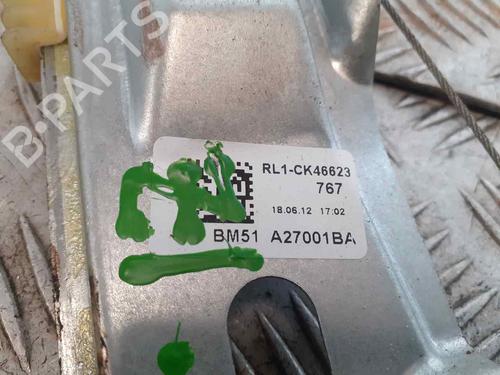 B-PARTS
RL1-CK46623
767
18.06.12 17:02
BM51 A27001BA